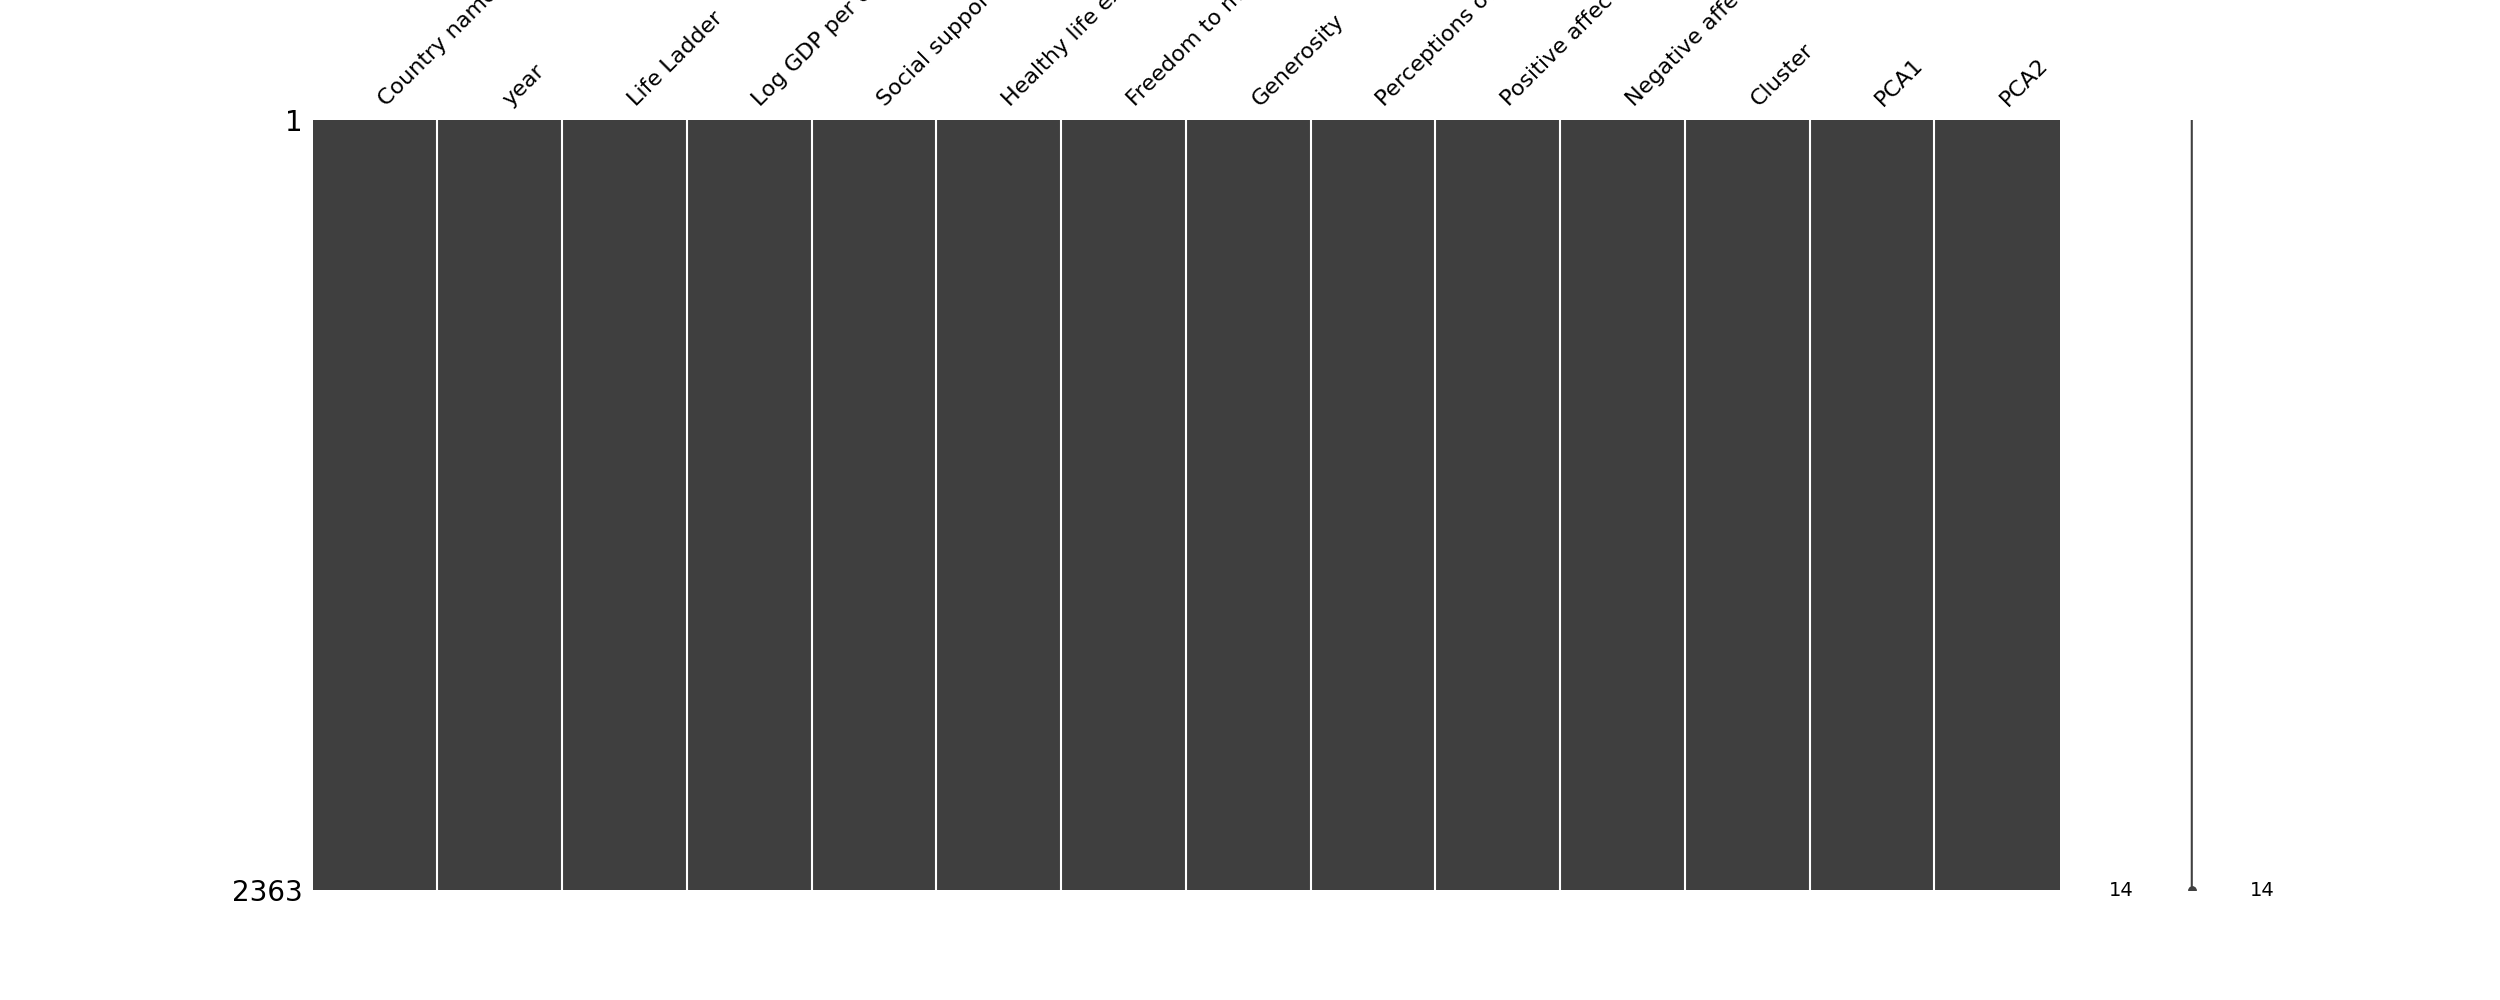 Country name
year
Life Ladder
Log GDP per
Social suppor
Healthy life e
Freedom to
Generosity
Perceptions o
Positive affec
Negative affe
Cluster
PCA1
PCA2
1
2363
14
14